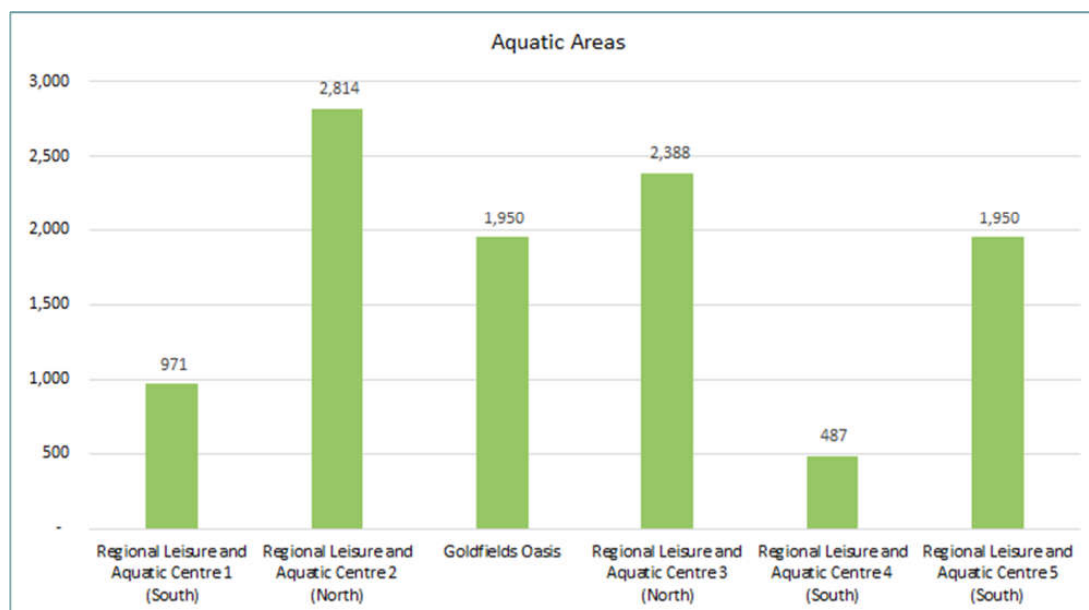 Aquatic Areas
3,000
2,500
2,000
1,500
1,000
500
-
971
2,814
1,950
2,388
487
1,950
Regional Leisure and
Aquatic Centre 1
(South)
Regional Leisure and
Aquatic Centre 2
(North)
Goldfields Oasis
Regional Leisure and
Aquatic Centre 3
(North)
Regional Leisure and
Aquatic Centre 4
(South)
Regional Leisure and
Aquatic Centre 5
(South)